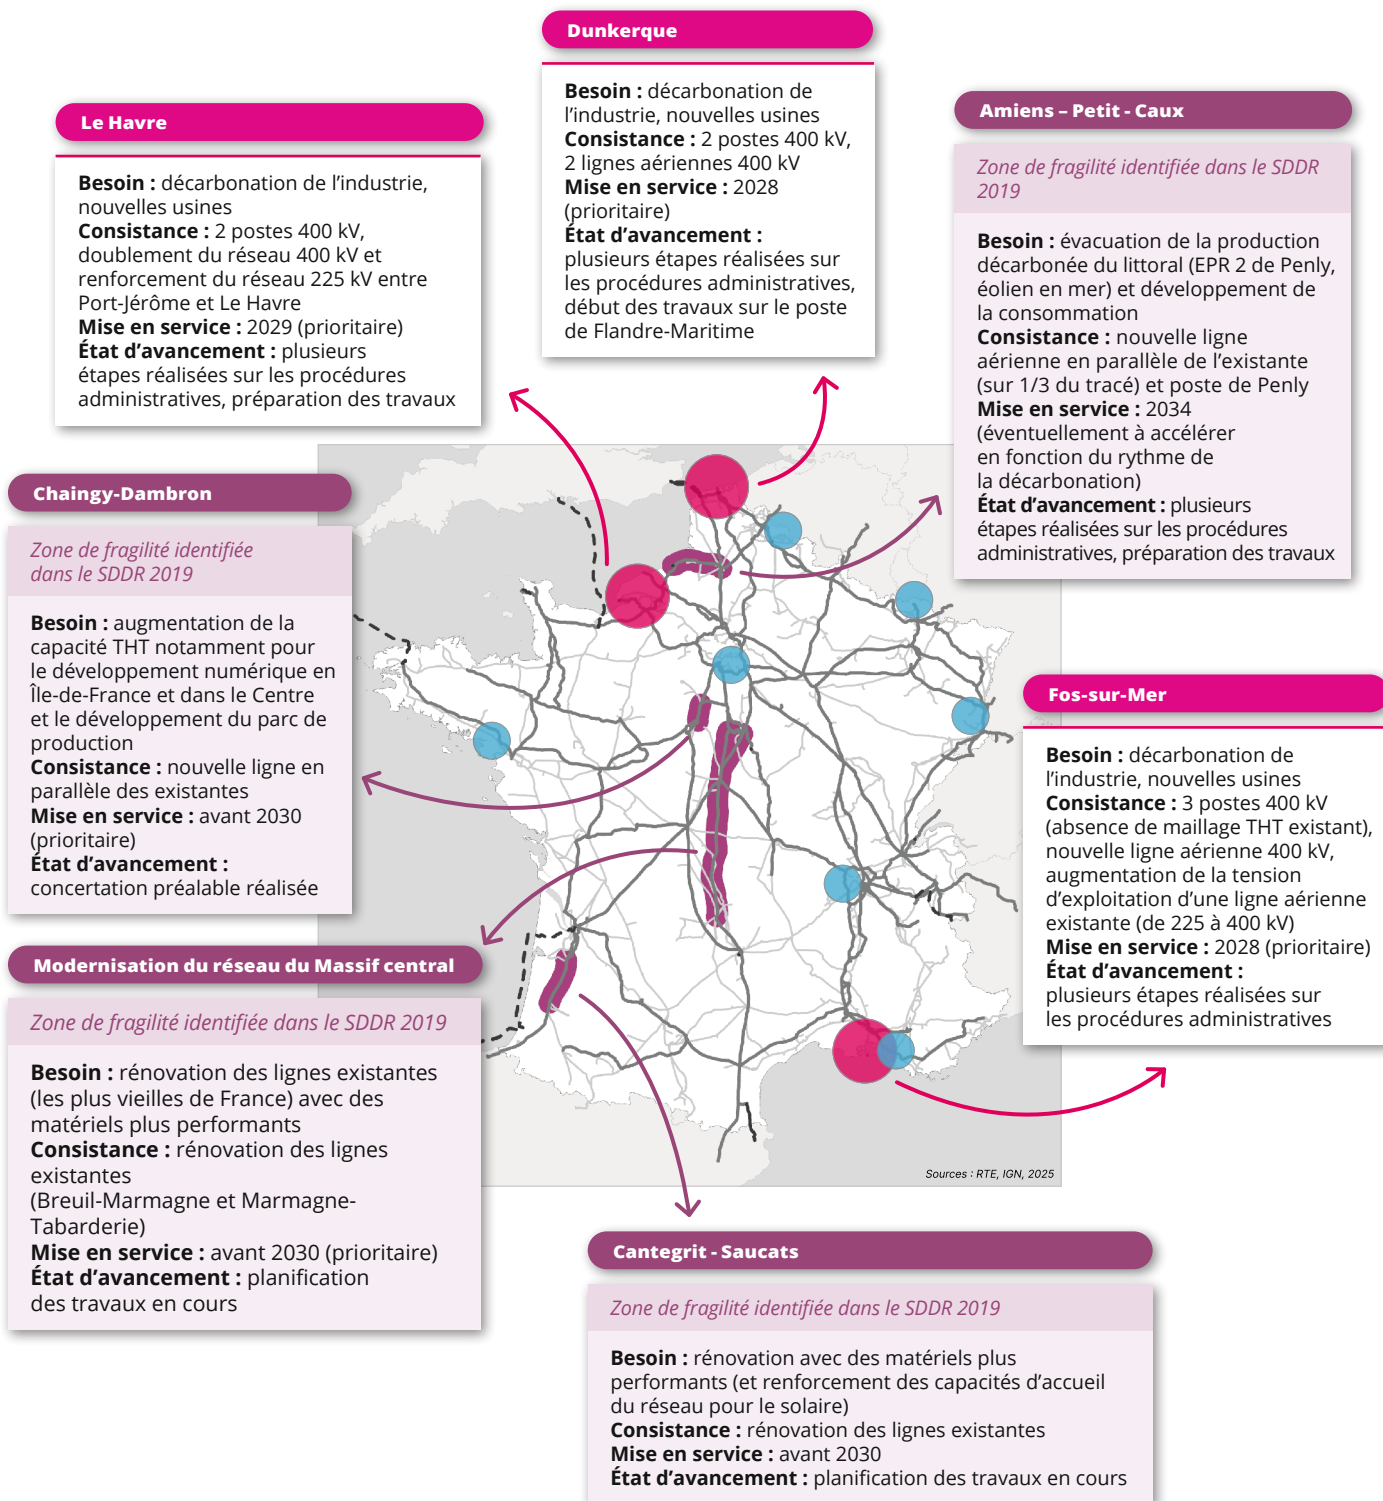 Dunkerque
Besoin : décarbonation de
l'industrie, nouvelles usines
Consistance : 2 postes 400 kV,
2 lignes aériennes 400 kV
Mise en service : 2028
(prioritaire)
État d'avancement :
plusieurs étapes réalisées sur
les procédures administratives,
début des travaux sur le poste
de Flandre-Maritime
Le Havre
Besoin : décarbonation de l'industrie,
nouvelles usines
Consistance : 2 postes 400 kV,
doublement du réseau 400 kV et
renforcement du réseau 225 kV entre
Port-Jérôme et Le Havre
Mise en service : 2029 (prioritaire)
État d'avancement : plusieurs
étapes réalisées sur les procédures
administratives, préparation des travaux
Amiens – Petit - Caux
Zone de fragilité identifiée dans le SDDR
2019
Besoin : évacuation de la production
décarbonée du littoral (EPR 2 de Penly,
éolien en mer) et développement de
la consommation
Consistance : nouvelle ligne
aérienne en parallèle de l'existante
(sur 1/3 du tracé) et poste de Penly
Mise en service : 2034
(éventuellement à accélérer
en fonction du rythme de
la décarbonation)
État d'avancement : plusieurs
étapes réalisées sur les procédures
administratives, préparation des travaux
Chaingy-Dambron
Zone de fragilité identifiée
dans le SDDR 2019
Besoin : augmentation de la
capacité THT notamment pour
le développement numérique en
Île-de-France et dans le Centre
et le développement du parc de
production
Consistance : nouvelle ligne en
parallèle des existantes
Mise en service : avant 2030
(prioritaire)
État d'avancement :
concertation préalable réalisée
Fos-sur-Mer
Besoin : décarbonation de
l'industrie, nouvelles usines
Consistance : 3 postes 400 kV
(absence de maillage THT existant),
nouvelle ligne aérienne 400 kV,
augmentation de la tension
d'exploitation d'une ligne aérienne
existante (de 225 à 400 kV)
Mise en service : 2028 (prioritaire)
État d'avancement :
plusieurs étapes réalisées sur
les procédures administratives
Modernisation du réseau du Massif central
Zone de fragilité identifiée dans le SDDR 2019
Besoin : rénovation des lignes existantes
(les plus vieilles de France) avec des
matériels plus performants
Consistance : rénovation des lignes
existantes
(Breuil-Marmagne et Marmagne-
Tabarderie)
Mise en service : avant 2030 (prioritaire)
État d'avancement : planification
des travaux en cours
Sources : RTE, IGN, 2025
Cantegrit - Saucats
Zone de fragilité identifiée dans le SDDR 2019
Besoin : rénovation avec des matériels plus
performants (et renforcement des capacités d'accueil
du réseau pour le solaire)
Consistance : rénovation des lignes existantes
Mise en service : avant 2030
État d'avancement : planification des travaux en cours